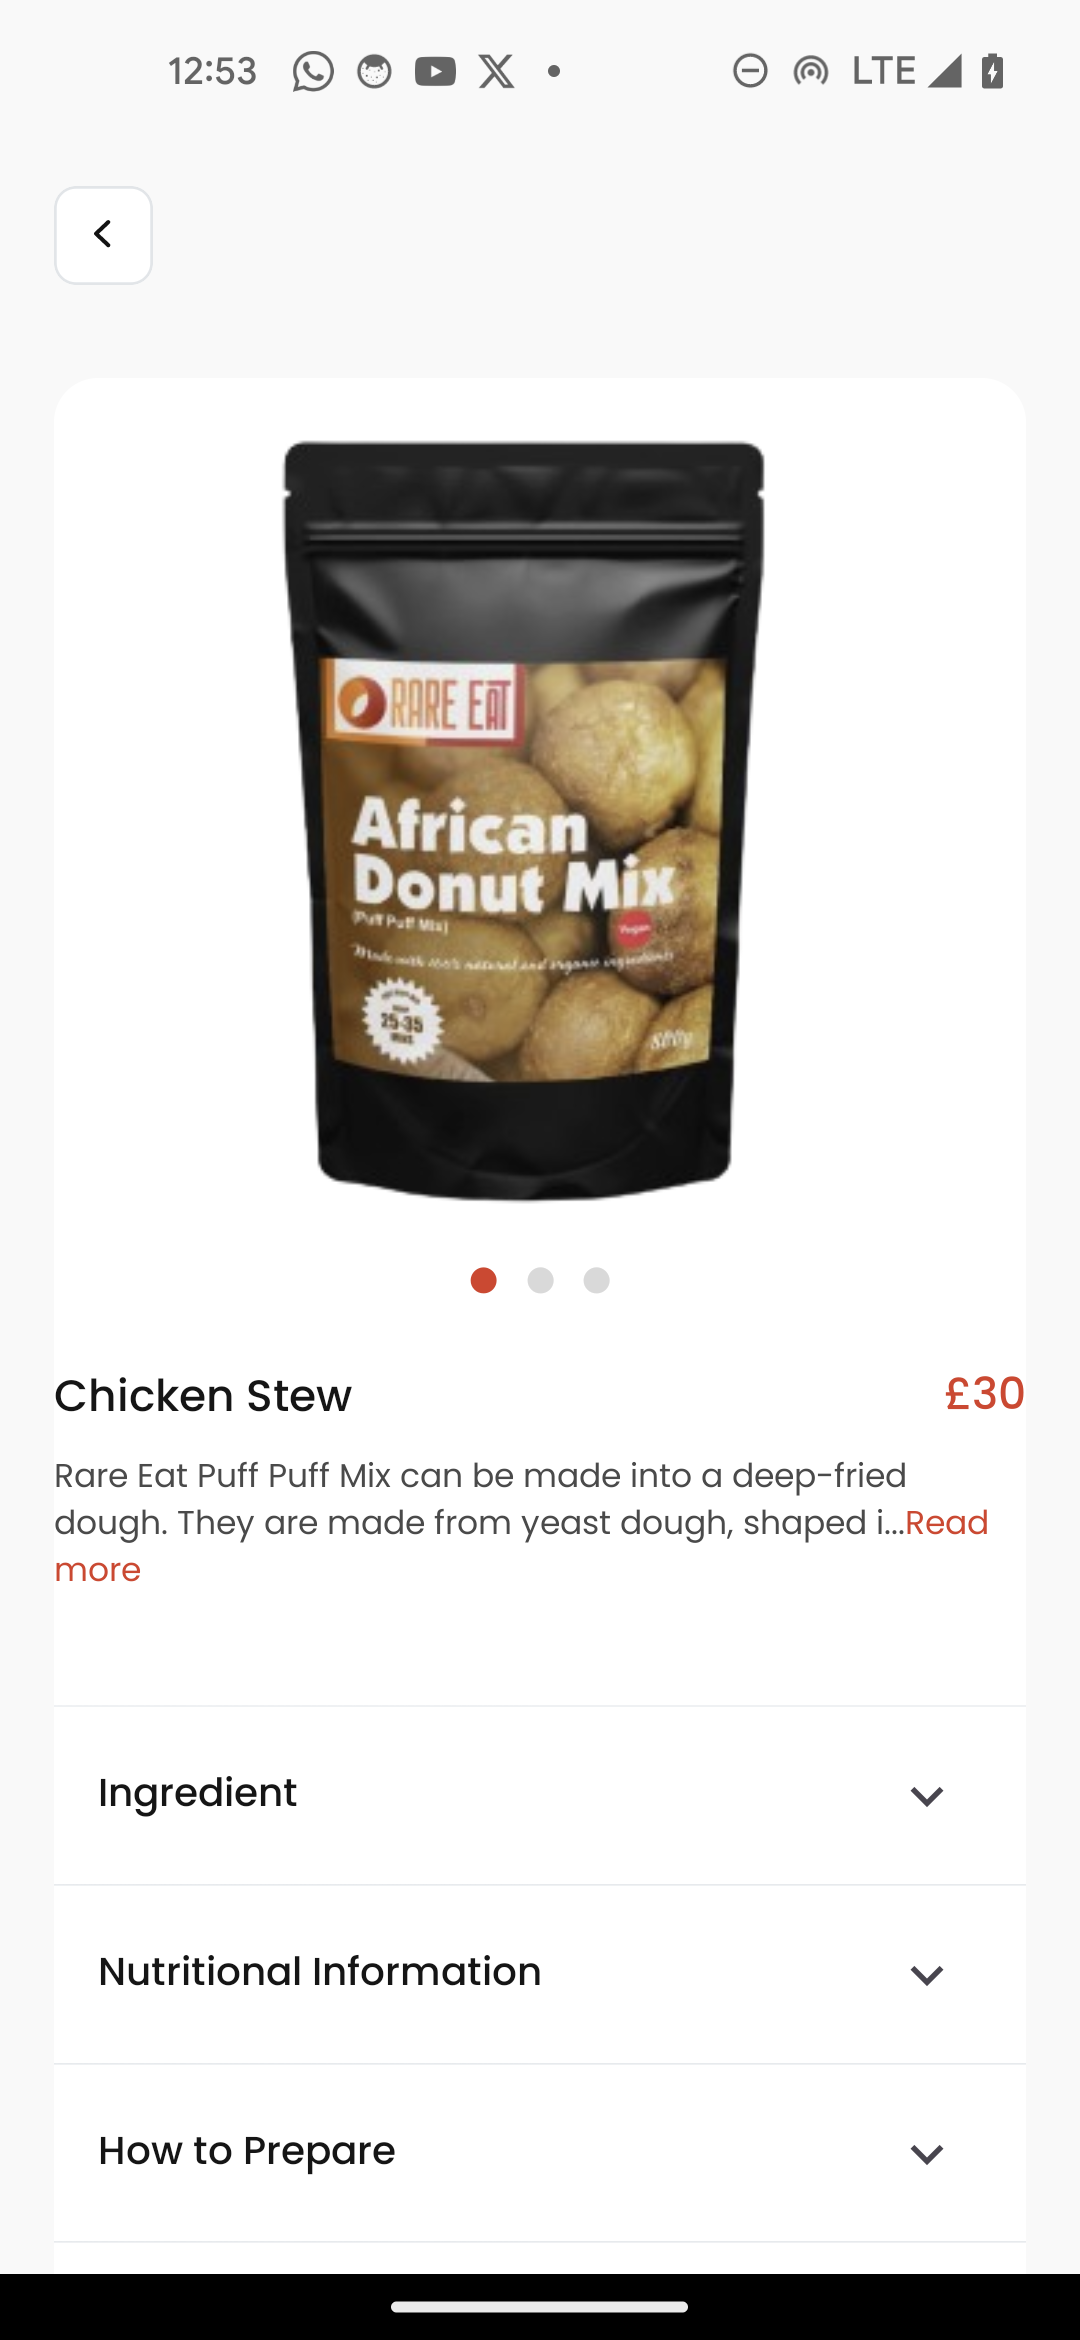 12:53
LTE
RARE EAT
African
Donut Mix
(Puff Puff Mix)
Vegan
Made with 100% natural and organic ingredients
25-35
MINS
800g
Chicken Stew
£30
Rare Eat Puff Puff Mix can be made into a deep-fried
dough. They are made from yeast dough, shaped i...Read
more
Ingredient
Nutritional Information
How to Prepare